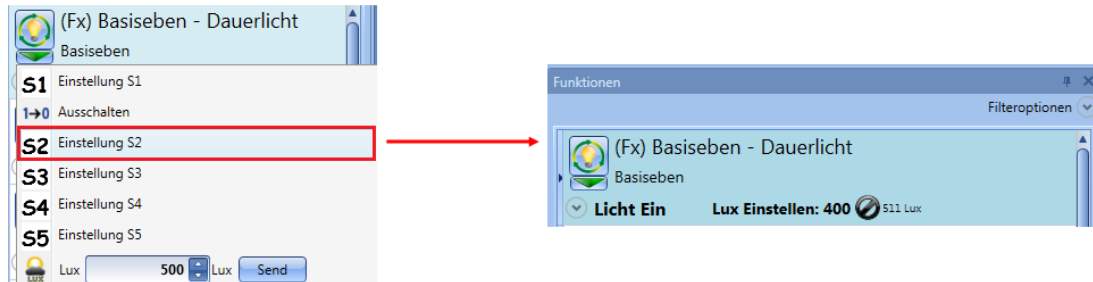 (Fx) Basiseben - Dauerlicht
Basiseben
S1 Einstellung S1
1→0 Ausschalten
S2 Einstellung S2
S3 Einstellung S3
S4 Einstellung S4
S5 Einstellung S5
LUX Lux 500 Lux Send
Funktionen
Filteroptionen
(Fx) Basiseben - Dauerlicht
Basiseben
Licht Ein Lux Einstellen: 400 511 Lux